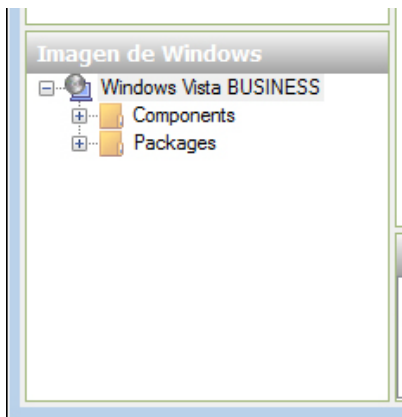 Imagen de Windows
Windows Vista BUSINESS
Components
Packages